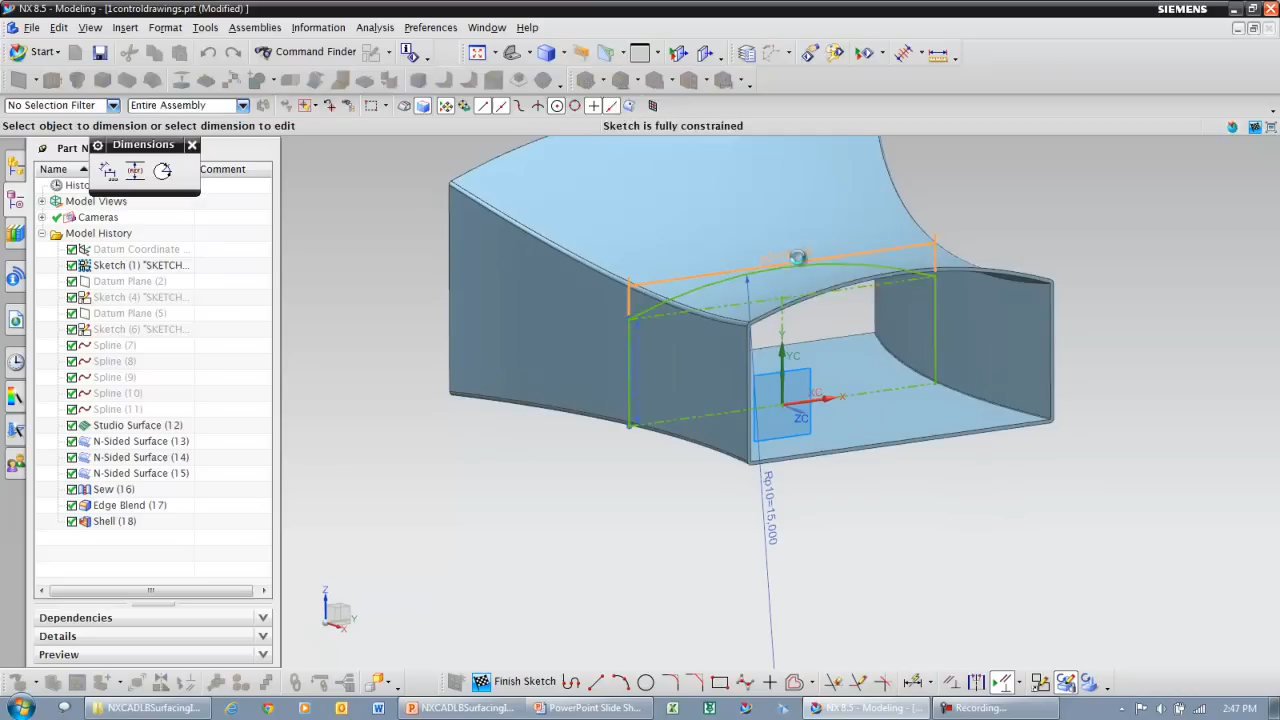 NX 8.5 - Modeling - [1controldrawings.prt (Modified) ]
SIEMENS
File Edit View Insert Format Tools Assemblies Information Analysis Preferences Window Help
Start Command Finder
No Selection Filter Entire Assembly
Select object to dimension or select dimension to edit
Sketch is fully constrained
Part N
Dimensions
Name Comment
Histo
Model Views
Cameras
Model History
Datum Coordinate ...
Sketch (1) "SKETCH...
Datum Plane (2)
Sketch (4) "SKETCH...
Datum Plane (5)
Sketch (6) "SKETCH...
Spline (7)
Spline (8)
Spline (9)
Spline (10)
Spline (11)
Studio Surface (12)
N-Sided Surface (13)
N-Sided Surface (14)
N-Sided Surface (15)
Sew (16)
Edge Blend (17)
Shell (18)
Dependencies
Details
Preview
Y
YC
XC
X
ZC
Rp10=15,000
Z
Y
X
Finish Sketch
NXCADLBSurfacingI... NXCADLBSurfacingI... PowerPoint Slide Sh... NX 8.5 - Modeling - ... Recording... 2:47 PM